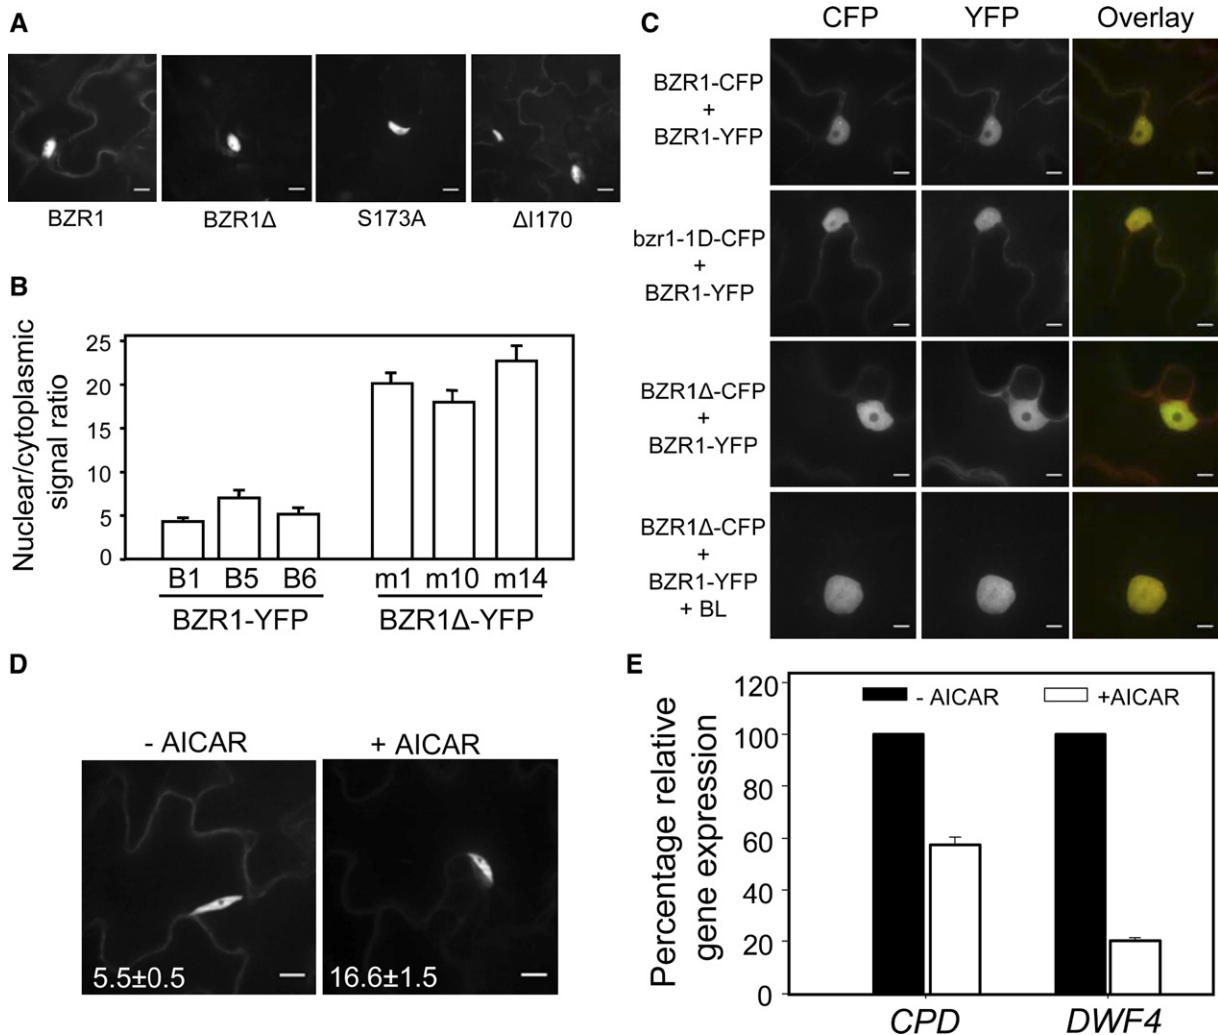 A
BZR1
BZR1Δ
S173A
ΔI170
B
Nuclear/cytoplasmic
signal ratio
25
20
15
10
5
0
B1
B5
B6
m1
m10
m14
BZR1-YFP
BZR1Δ-YFP
C
CFP
YFP
Overlay
BZR1-CFP
+
BZR1-YFP
bzr1-1D-CFP
+
BZR1-YFP
BZR1Δ-CFP
+
BZR1-YFP
BZR1Δ-CFP
+
BZR1-YFP
+ BL
D
- AICAR
+ AICAR
5.5±0.5
16.6±1.5
E
Percentage relative
gene expression
120
100
80
60
40
20
0
- AICAR
+AICAR
CPD
DWF4